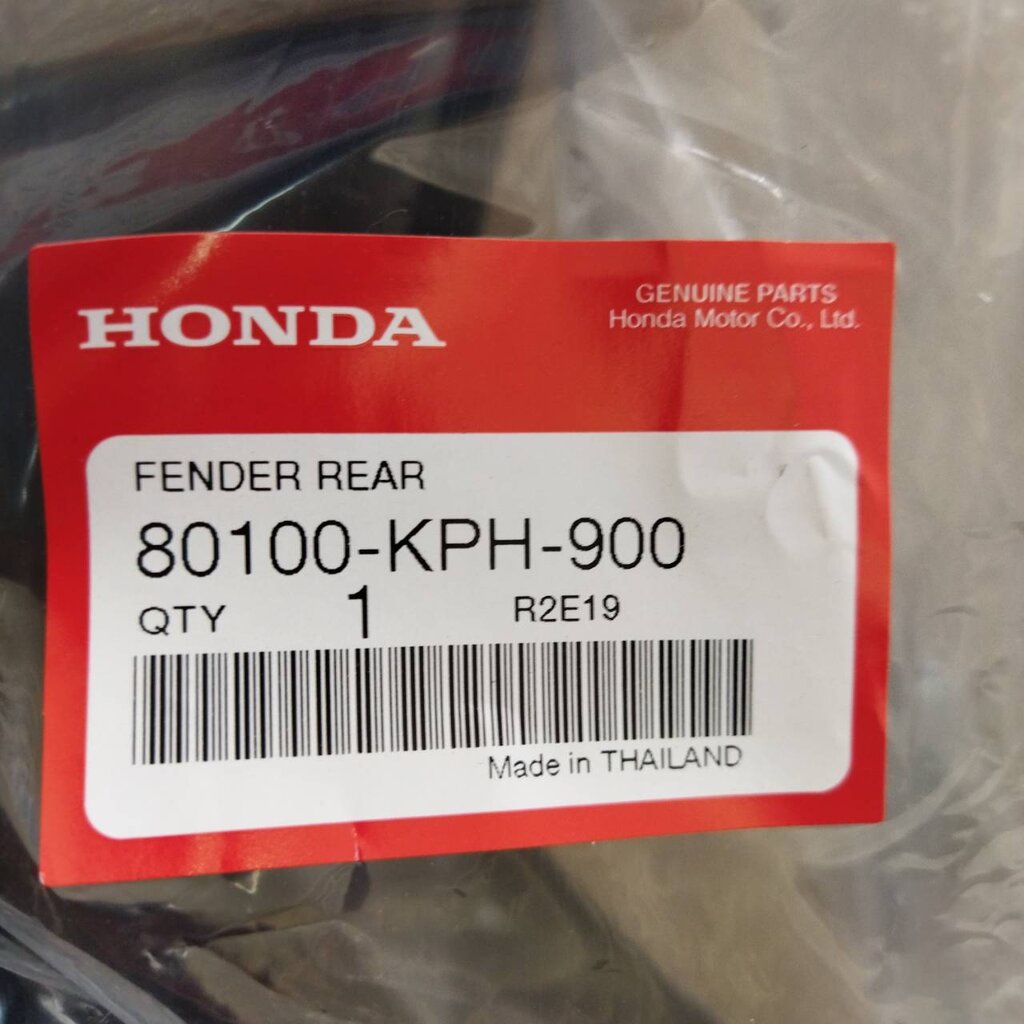 HONDA
GENUINE PARTS
Honda Motor Co., Ltd.
FENDER REAR
80100-KPH-900
QTY 1 R2E19
Made in THAILAND